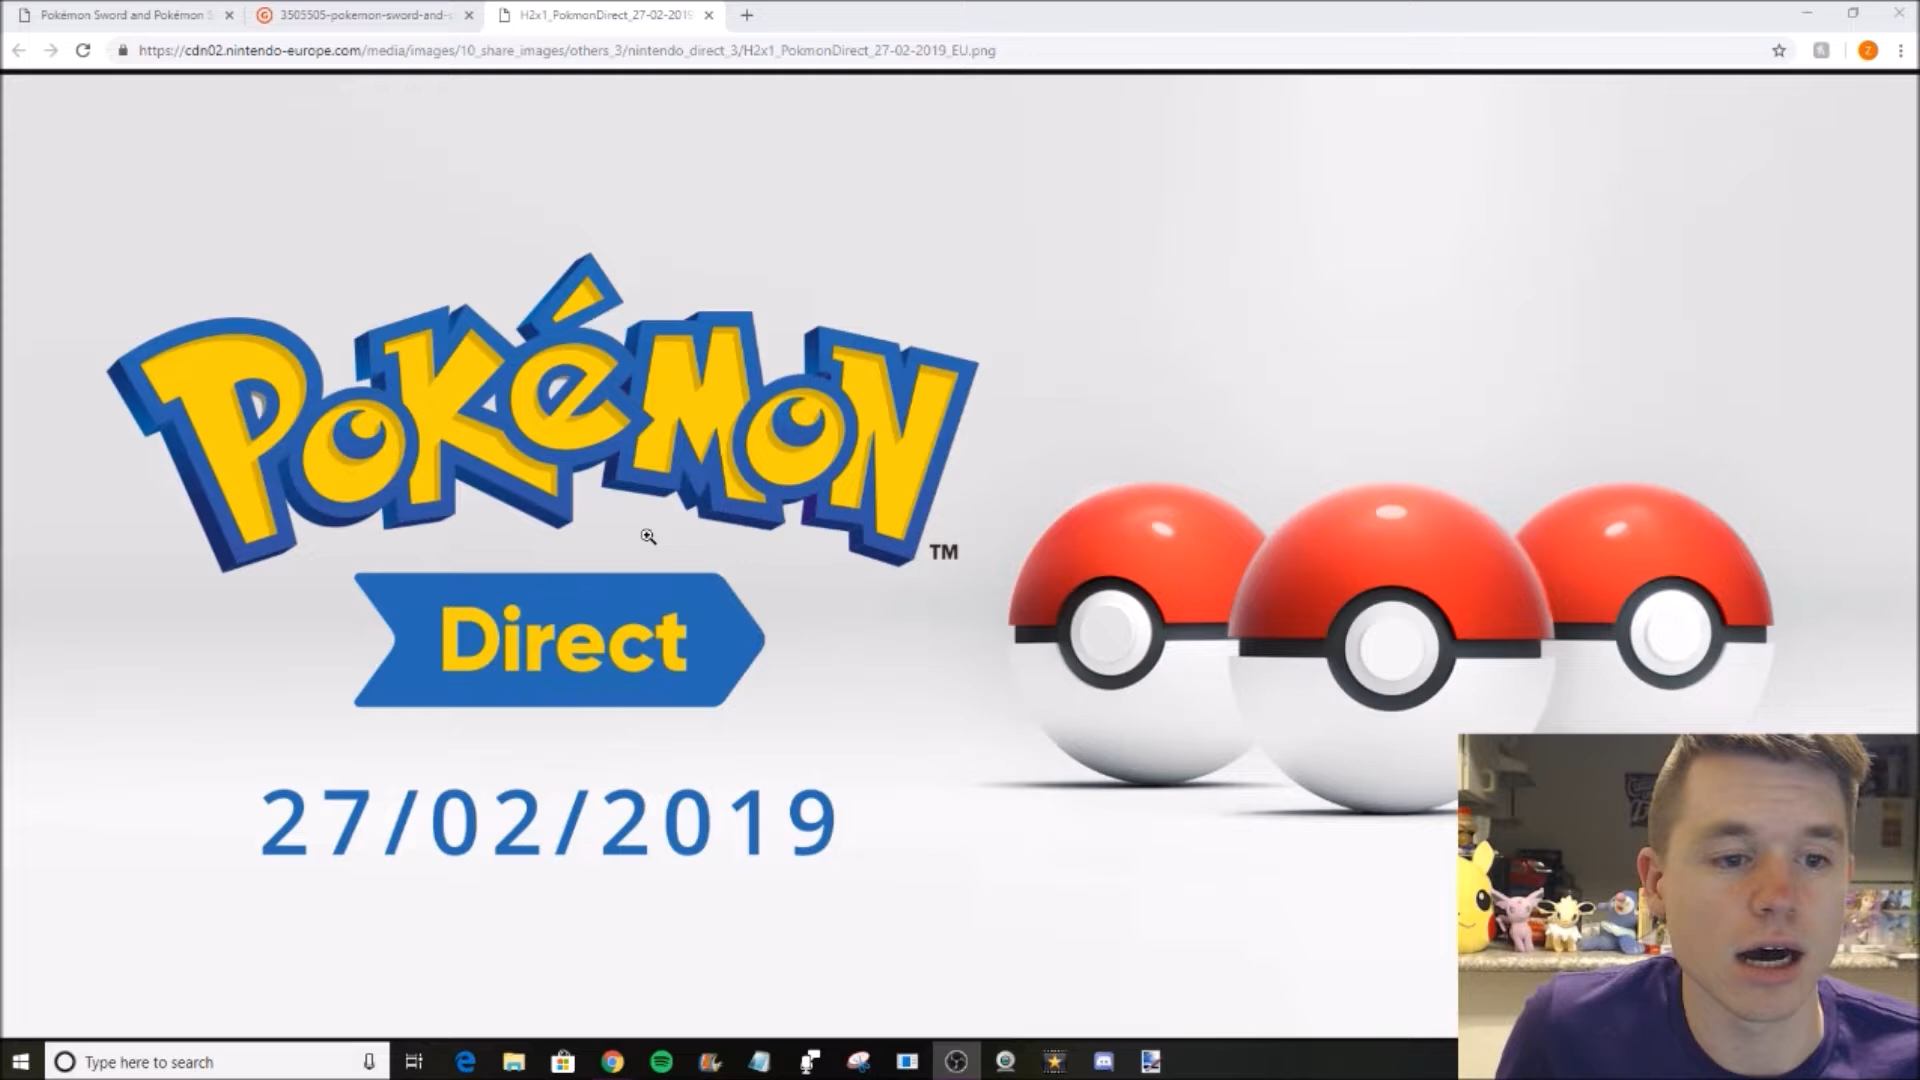 Pokémon Sword and Pokémon S
3505505-pokemon-sword-and-s
H2x1_PokmonDirect_27-02-2019
https://cdn02.nintendo-europe.com/media/images/10_share_images/others_3/nintendo_direct_3/H2x1_PokmonDirect_27-02-2019_EU.png
Z
POKéMON
TM
Direct
27/02/2019
Type here to search